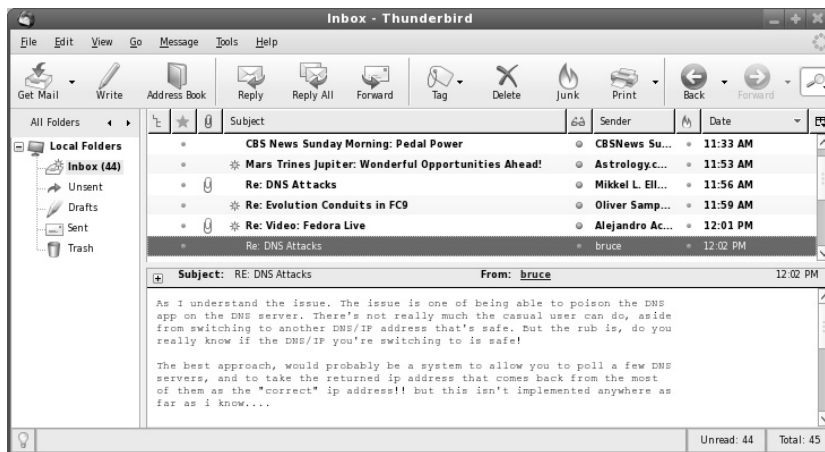 Inbox - Thunderbird
File Edit View Go Message Tools Help
Get Mail Write Address Book Reply Reply All Forward Tag Delete Junk Print Back Forward
All Folders Subject Sender Date
Local Folders
Inbox (44)
Unsent
Drafts
Sent
Trash
CBS News Sunday Morning: Pedal Power CBSNews Su... 11:33 AM
Mars Trines Jupiter: Wonderful Opportunities Ahead! Astrology.c... 11:53 AM
Re: DNS Attacks Mikkel L. Ell... 11:56 AM
Re: Evolution Conduits in FC9 Oliver Samp... 11:59 AM
Re: Video: Fedora Live Alejandro Ac... 12:01 PM
Re: DNS Attacks bruce 12:02 PM
Subject: RE: DNS Attacks From: bruce 12:02 PM
As I understand the issue. The issue is one of being able to poison the DNS
app on the DNS server. There's not really much the casual user can do, aside
from switching to another DNS/IP address that's safe. But the rub is, do you
really know if the DNS/IP you're switching to is safe!
The best approach, would probably be a system to allow you to poll a few DNS
servers, and to take the returned ip address that comes back from the most
of them as the "correct" ip address!! but this isn't implemented anywhere as
far as i know....
Unread: 44 Total: 45